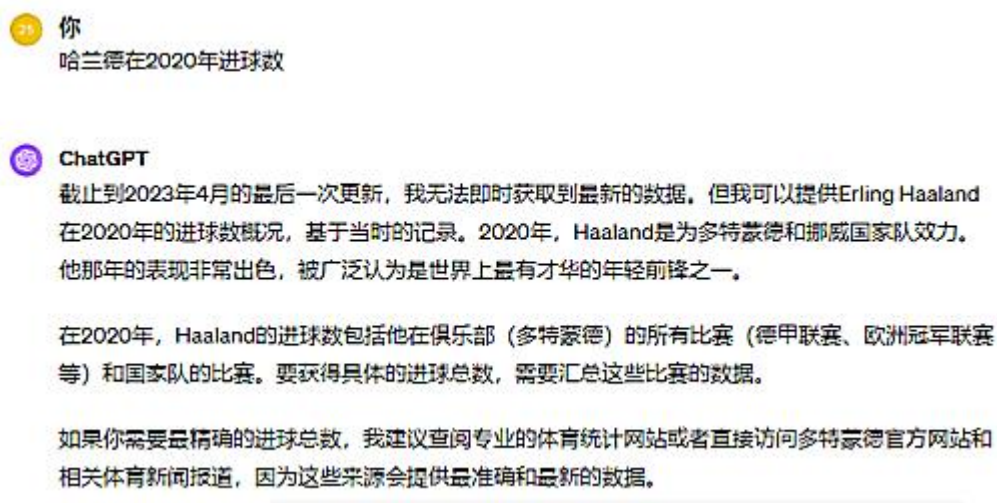 25
你
哈兰德在2020年进球数
ChatGPT
截止到2023年4月的最后一次更新，我无法即时获取到最新的数据。但我可以提供Erling Haaland
在2020年的进球数概况，基于当时的记录。2020年，Haaland是为多特蒙德和挪威国家队效力。
他那年的表现非常出色，被广泛认为是世界上最有才华的年轻前锋之一。
在2020年，Haaland的进球数包括他在俱乐部（多特蒙德）的所有比赛（德甲联赛、欧洲冠军联赛
等）和国家队的比赛。要获得具体的进球总数，需要汇总这些比赛的数据。
如果你需要最精确的进球总数，我建议查阅专业的体育统计网站或者直接访问多特蒙德官方网站和
相关体育新闻报道，因为这些来源会提供最准确和最新的数据。